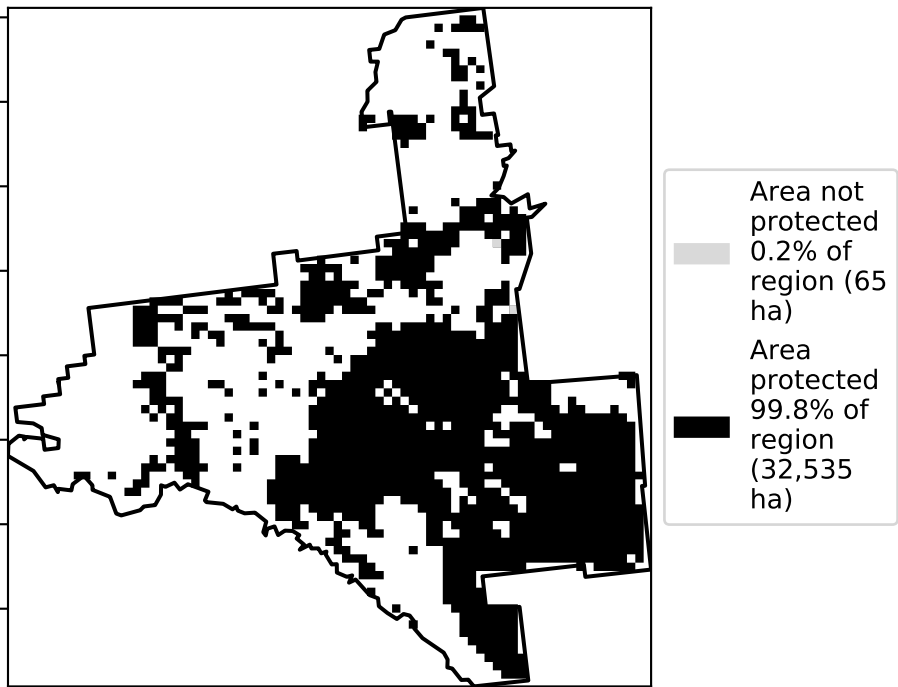 Area not
protected
0.2% of
region (65
ha)
Area
protected
99.8% of
region
(32,535
ha)